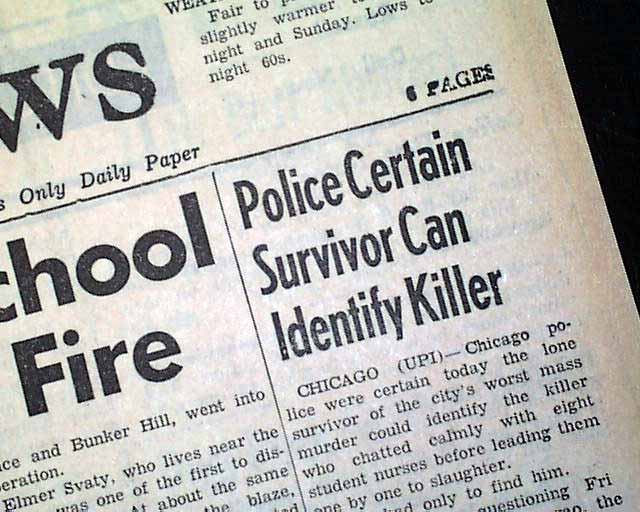 WEA
Fair to p
slightly warmer t
night and Sunday. Lows to
night 60s.
WS
6 PAGES
s Only Daily Paper
chool
Fire
ce and Bunker Hill, went into
eration.
Elmer Svaty, who lives near the
was one of the first to dis-
At about the same
the blaze,
Police Certain
Survivor Can
Identify Killer
CHICAGO (UPI)—Chicago po-
lice were certain today the lone
survivor of the city's worst mass
murder could identify the killer
who chatted calmly with eight
student nurses before leading them
one by one to slaughter.
ed only to find him.
questioning Fri